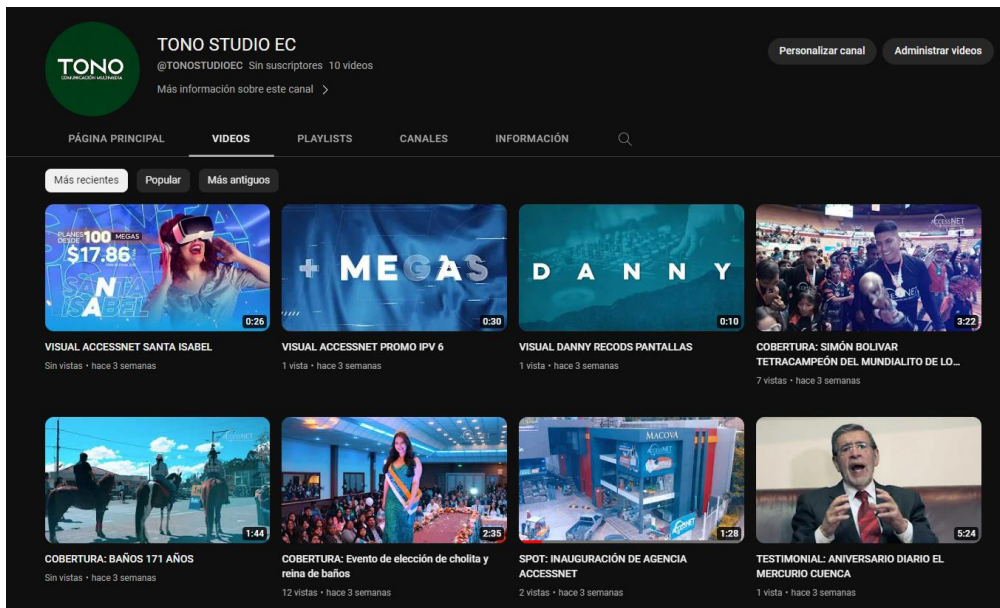 TONO
COMUNICACIÓN MULTIMEDIA
TONO STUDIO EC
@TONOSTUDIOEC Sin suscriptores 10 videos
Más información sobre este canal >
Personalizar canal
Administrar videos
PÁGINA PRINCIPAL
VIDEOS
PLAYLISTS
CANALES
INFORMACIÓN
Más recientes
Popular
Más antiguos
SANTA
PLANES DESDE 100 MEGAS
$17.86
SANTA
ISABEL
0:26
+ MEGAS
0:30
DANNY
0:10
ACCESSNET
3:22
VISUAL ACCESSNET SANTA ISABEL
Sin vistas • hace 3 semanas
VISUAL ACCESSNET PROMO IPV 6
1 vista • hace 3 semanas
VISUAL DANNY RECODS PANTALLAS
1 vista • hace 3 semanas
COBERTURA: SIMÓN BOLIVAR
TETRACAMPEÓN DEL MUNDIALITO DE LO...
7 vistas • hace 3 semanas
ACCESSNET
1:44
2:35
MACOVA
ACCESSNET
1:28
5:24
COBERTURA: BAÑOS 171 AÑOS
Sin vistas • hace 3 semanas
COBERTURA: Evento de elección de cholita y
reina de baños
12 vistas • hace 3 semanas
SPOT: INAUGURACIÓN DE AGENCIA
ACCESSNET
2 vistas • hace 3 semanas
TESTIMONIAL: ANIVERSARIO DIARIO EL
MERCURIO CUENCA
1 vista • hace 3 semanas